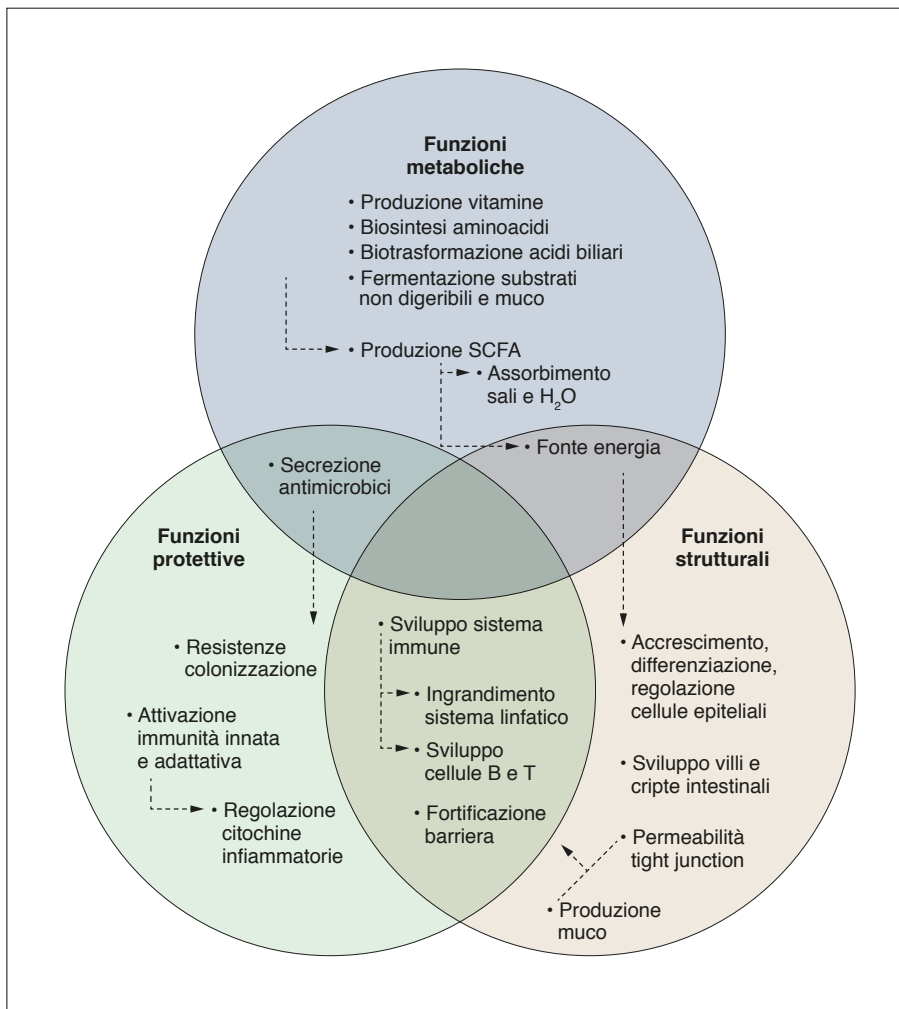 Funzioni
metaboliche
• Produzione vitamine
• Biosintesi aminoacidi
• Biotrasformazione acidi biliari
• Fermentazione substrati
non digeribili e muco
• Produzione SCFA
• Assorbimento
sali e H₂O
• Fonte energia
• Secrezione
antimicrobici
Funzioni
protettive
• Resistenze
colonizzazione
• Attivazione
immunità innata
e adattativa
• Regolazione
citochine
infiammatorie
• Sviluppo sistema
immune
• Ingrandimento
sistema linfatico
• Sviluppo
cellule B e T
• Fortificazione
barriera
Funzioni
strutturali
• Accrescimento,
differenziazione,
regolazione
cellule epiteliali
• Sviluppo villi e
cripte intestinali
• Permeabilità
tight junction
• Produzione
muco